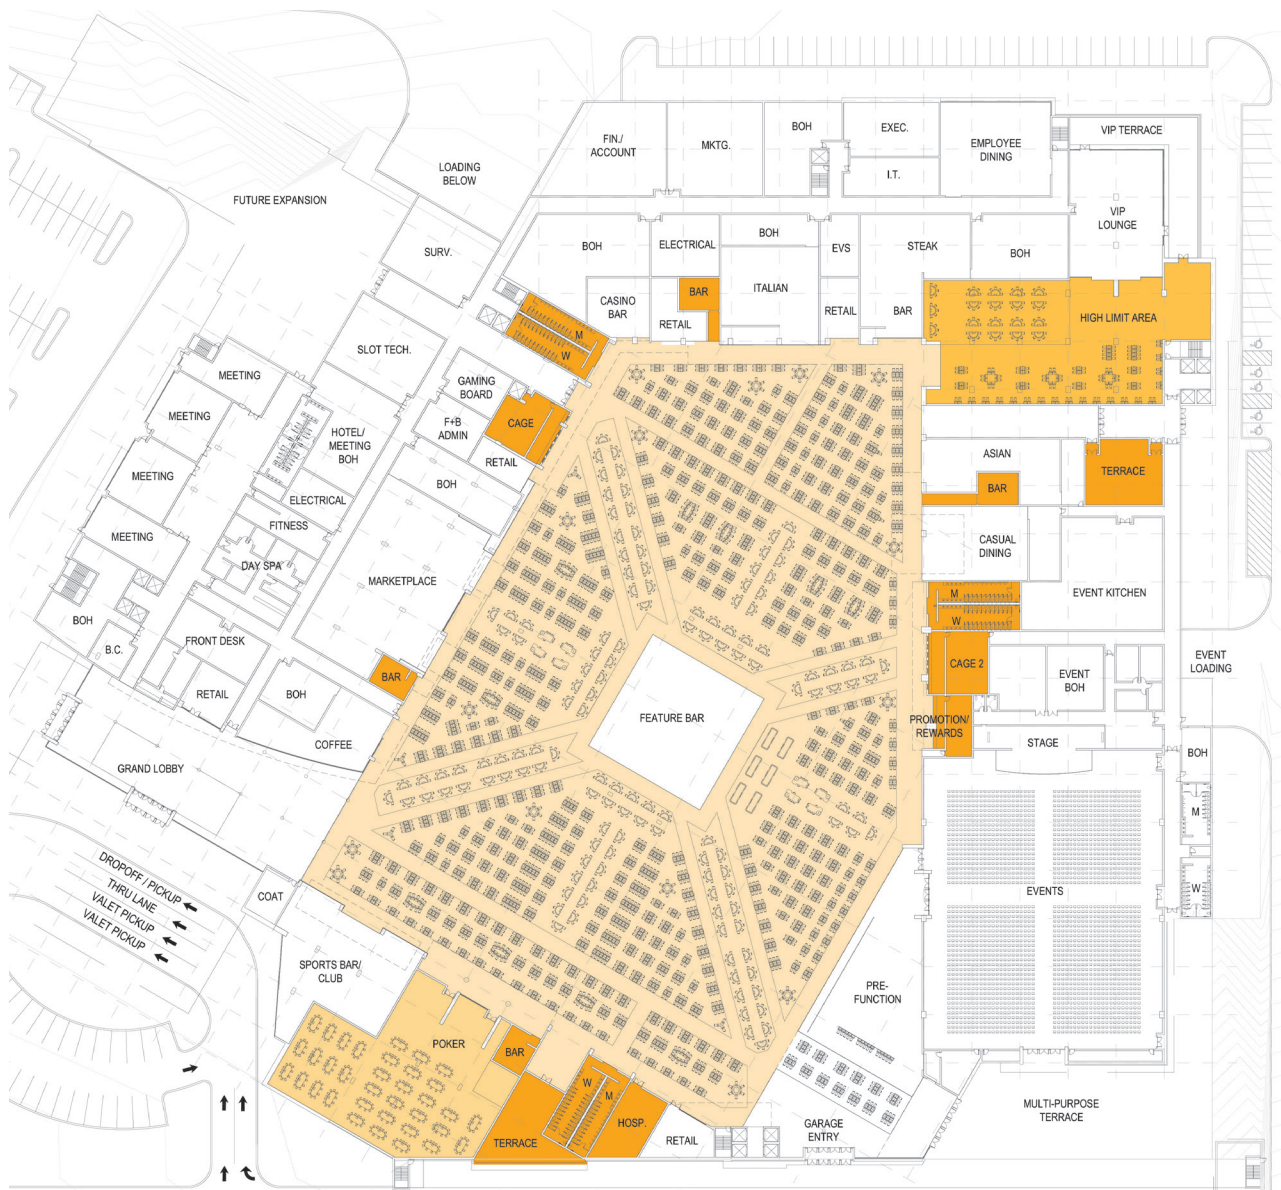 FIN./
ACCOUNT
MKTG.
BOH
EXEC.
I.T.
EMPLOYEE
DINING
VIP TERRACE
LOADING
BELOW
FUTURE EXPANSION
SURV.
BOH
ELECTRICAL
BOH
EVS
STEAK
BOH
VIP
LOUNGE
CASINO
BAR
BAR
RETAIL
ITALIAN
RETAIL
BAR
HIGH LIMIT AREA
M
W
SLOT TECH.
MEETING
GAMING
BOARD
MEETING
HOTEL/
MEETING
BOH
F+B
ADMIN
CAGE
RETAIL
MEETING
BOH
ELECTRICAL
FITNESS
MEETING
DAY SPA
MARKETPLACE
ASIAN
BAR
TERRACE
CASUAL
DINING
M
W
EVENT KITCHEN
BOH
B.C.
FRONT DESK
RETAIL
BOH
BAR
COFFEE
GRAND LOBBY
FEATURE BAR
CAGE 2
EVENT
BOH
EVENT
LOADING
PROMOTION/
REWARDS
STAGE
BOH
M
W
EVENTS
DROPOFF / PICKUP
THRU LANE
VALET PICKUP
VALET PICKUP
COAT
SPORTS BAR/
CLUB
POKER
BAR
W
M
TERRACE
HOSP.
RETAIL
PRE-
FUNCTION
GARAGE
ENTRY
MULTI-PURPOSE
TERRACE